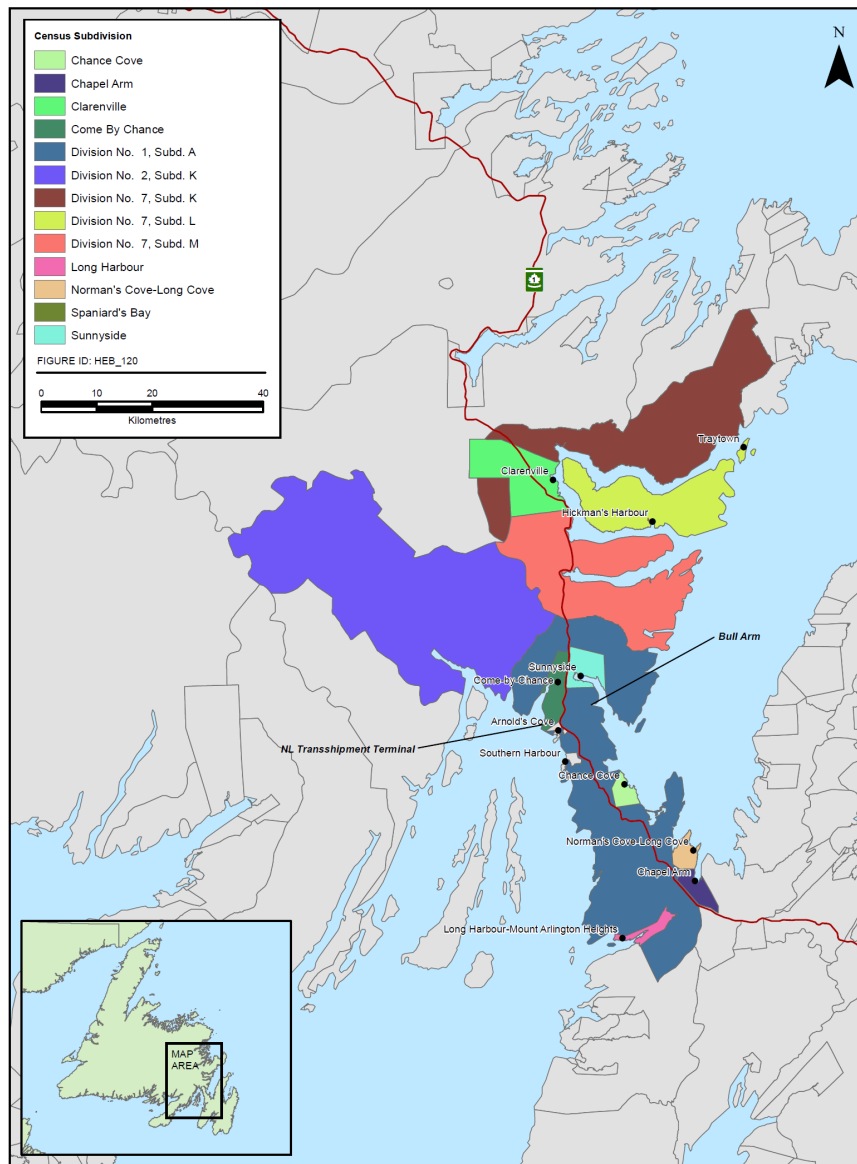 Census Subdivision
Chance Cove
Chapel Arm
Clarenville
Come By Chance
Division No. 1, Subd. A
Division No. 2, Subd. K
Division No. 7, Subd. K
Division No. 7, Subd. L
Division No. 7, Subd. M
Long Harbour
Norman's Cove-Long Cove
Spaniard's Bay
Sunnyside
FIGURE ID: HEB_120
0 10 20 40
Kilometres
N
1
Traytown
Clarenville
Hickman's Harbour
Bull Arm
Sunnyside
Come-by-Chance
Arnold's Cove
NL Transshipment Terminal
Southern Harbour
Chance Cove
Norman's Cove-Long Cove
Chapel Arm
Long Harbour-Mount Arlington Heights
MAP
AREA